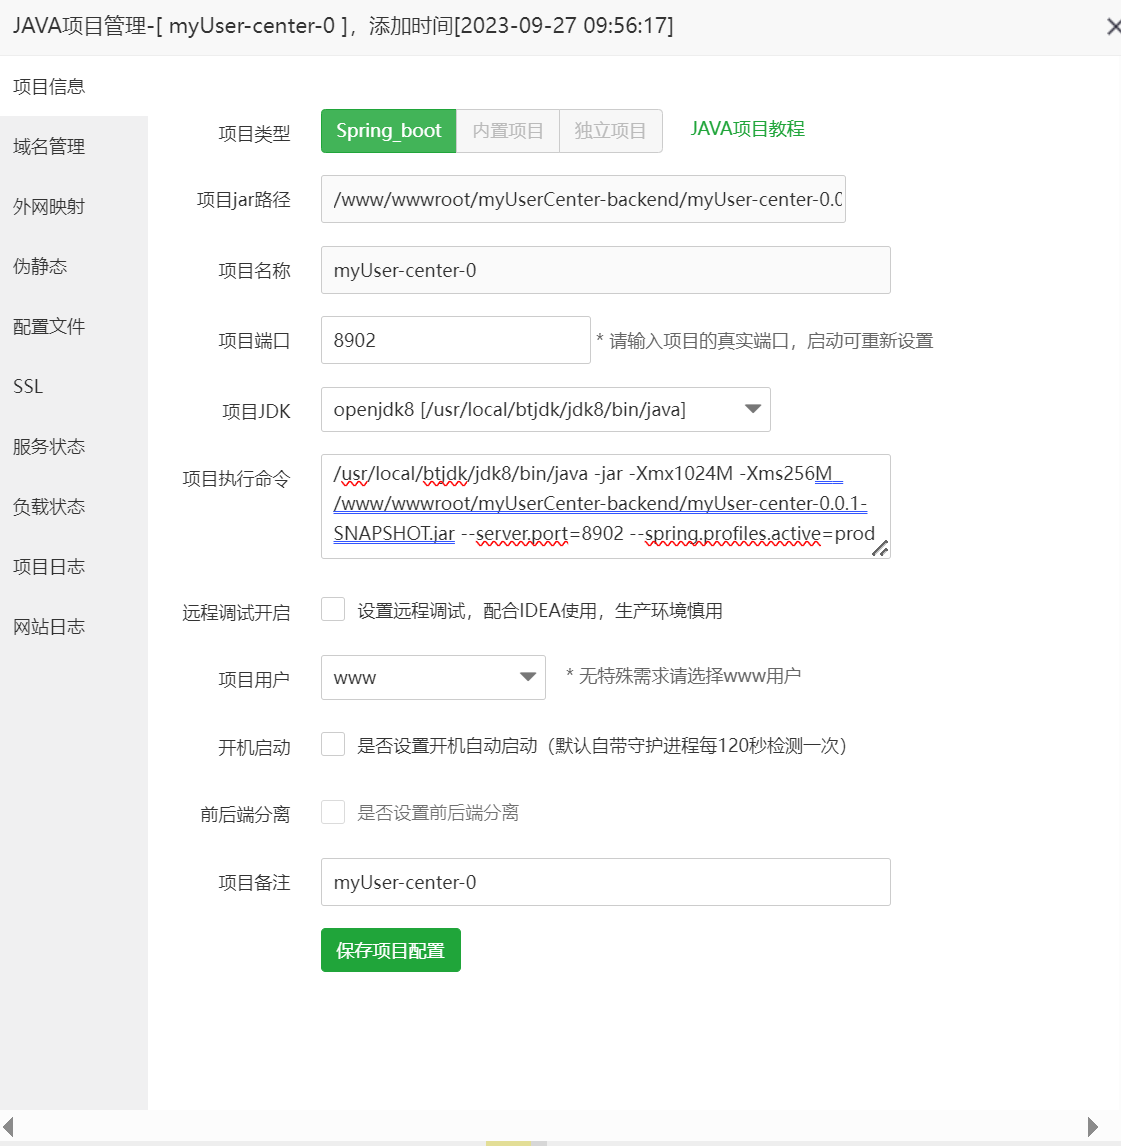 JAVA项目管理-[ myUser-center-0 ]，添加时间[2023-09-27 09:56:17]
项目信息
域名管理
外网映射
伪静态
配置文件
SSL
服务状态
负载状态
项目日志
网站日志
项目类型 Spring_boot 内置项目 独立项目 JAVA项目教程
项目jar路径 /www/wwwroot/myUserCenter-backend/myUser-center-0.0
项目名称 myUser-center-0
项目端口 8902 * 请输入项目的真实端口，启动可重新设置
项目JDK openjdk8 [/usr/local/btjdk/jdk8/bin/java]
项目执行命令 /usr/local/btjdk/jdk8/bin/java -jar -Xmx1024M -Xms256M
/www/wwwroot/myUserCenter-backend/myUser-center-0.0.1-
SNAPSHOT.jar --server.port=8902 --spring.profiles.active=prod
远程调试开启 设置远程调试，配合IDEA使用，生产环境慎用
项目用户 www * 无特殊需求请选择www用户
开机启动 是否设置开机自动启动（默认自带守护进程每120秒检测一次）
前后端分离 是否设置前后端分离
项目备注 myUser-center-0
保存项目配置